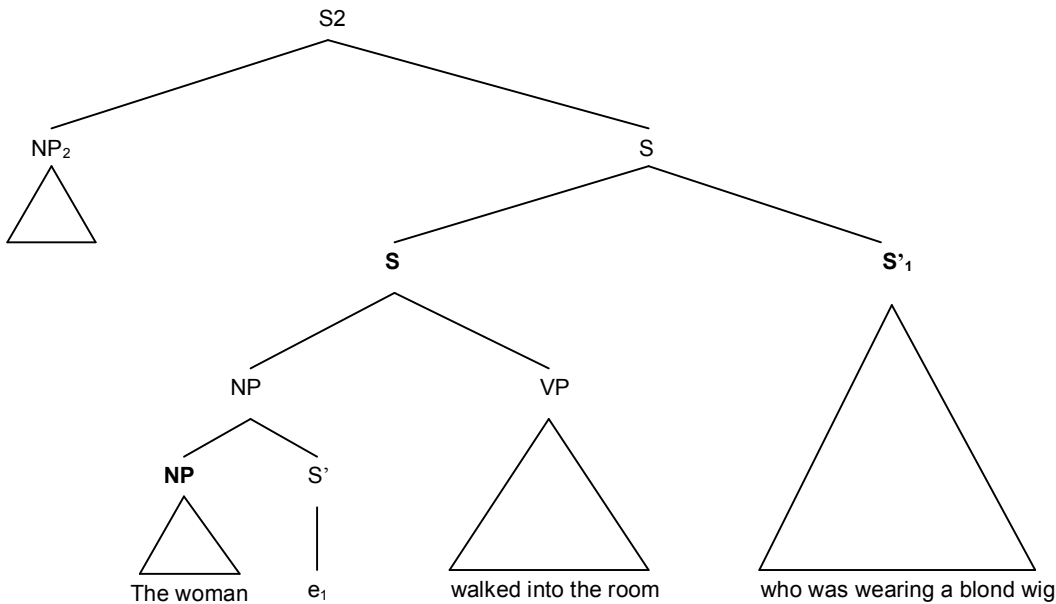 S2
NP₂ S
S S’₁
NP VP
NP S’
The woman e₁ walked into the room who was wearing a blond wig